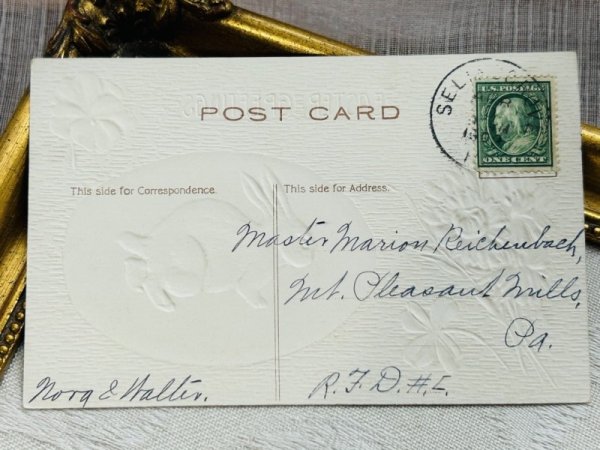 POST CARD
U.S. POSTAGE
ONE CENT
This side for Correspondence.
This side for Address.
Master Marion Reichenbach,
Mt. Pleasant Mills,
Pa.
R.F.D.#.
Nora & Walter.